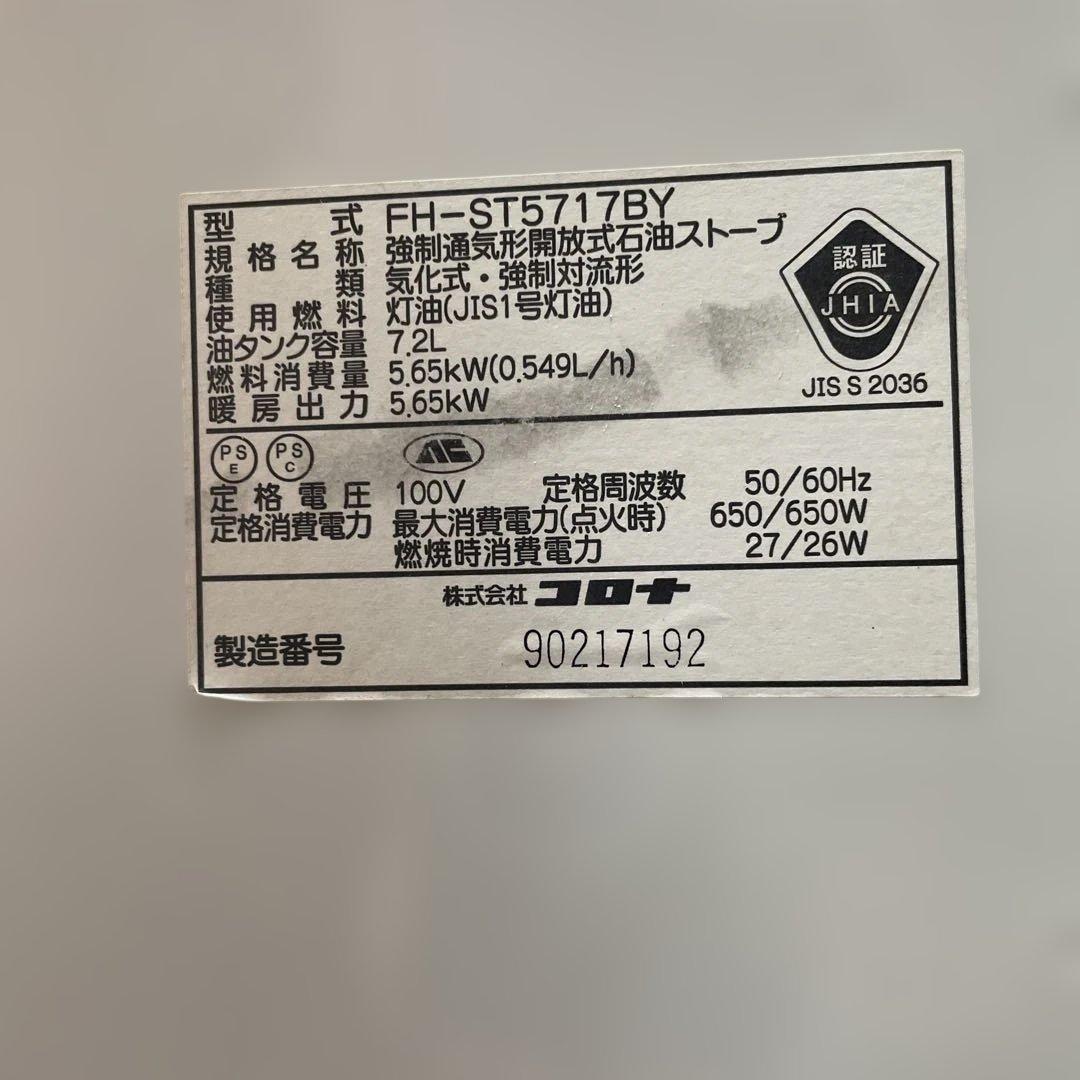 型式 FH-ST5717BY
規格名称 強制通気形開放式石油ストーブ
種類 気化式・強制対流形
使用燃料 灯油(JIS1号灯油)
油タンク容量 7.2L
燃料消費量 5.65kW(0.549L/h)
暖房出力 5.65kW
認証
JHIA
JIS S 2036
PSE PSC
定格電圧 100V 定格周波数 50/60Hz
定格消費電力 最大消費電力(点火時) 650/650W
燃焼時消費電力 27/26W
株式会社 コロナ
製造番号 90217192